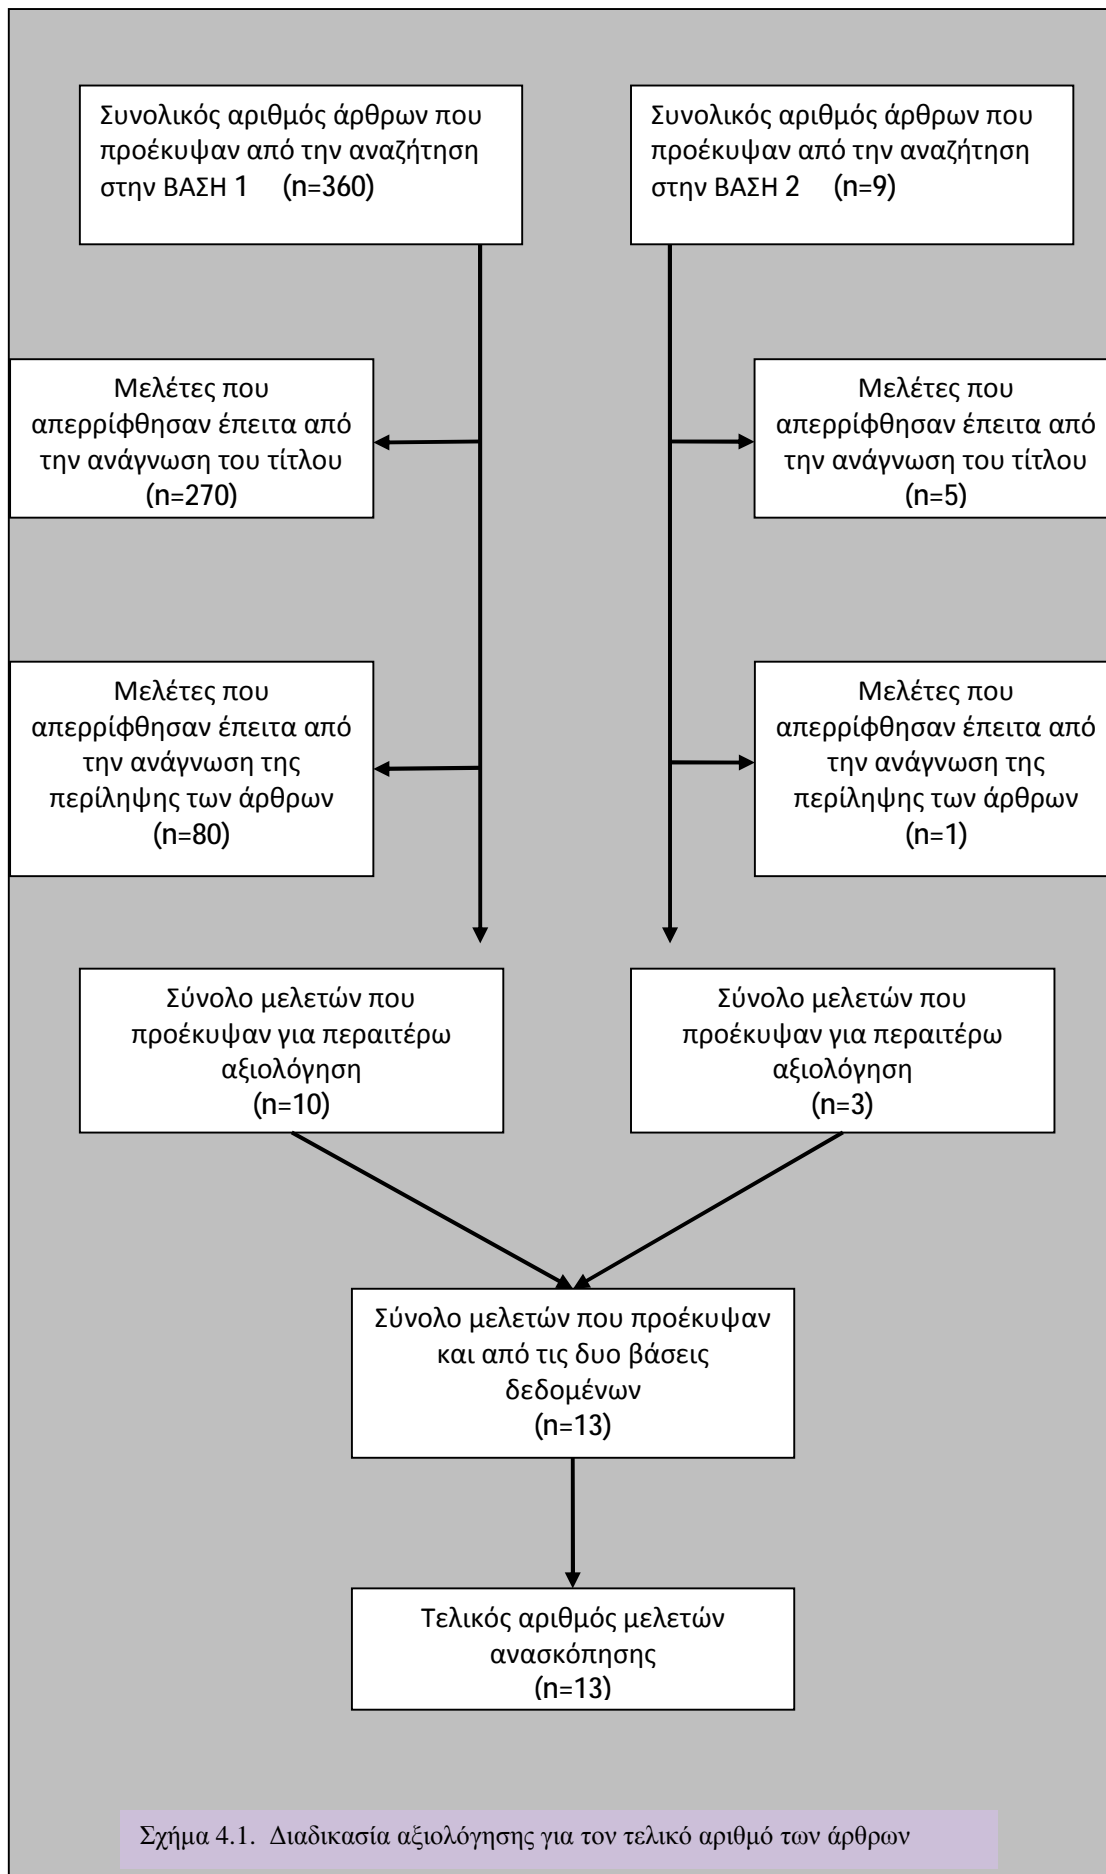 Συνολικός αριθμός άρθρων που
προέκυψαν από την αναζήτηση
στην ΒΑΣΗ 1 (n=360)
Συνολικός αριθμός άρθρων που
προέκυψαν από την αναζήτηση
στην ΒΑΣΗ 2 (n=9)
Μελέτες που
απερρίφθησαν έπειτα από
την ανάγνωση του τίτλου
(n=270)
Μελέτες που
απερρίφθησαν έπειτα από
την ανάγνωση του τίτλου
(n=5)
Μελέτες που
απερρίφθησαν έπειτα από
την ανάγνωση της
περίληψης των άρθρων
(n=80)
Μελέτες που
απερρίφθησαν έπειτα από
την ανάγνωση της
περίληψης των άρθρων
(n=1)
Σύνολο μελετών που
προέκυψαν για περαιτέρω
αξιολόγηση
(n=10)
Σύνολο μελετών που
προέκυψαν για περαιτέρω
αξιολόγηση
(n=3)
Σύνολο μελετών που προέκυψαν
και από τις δυο βάσεις
δεδομένων
(n=13)
Τελικός αριθμός μελετών
ανασκόπησης
(n=13)
Σχήμα 4.1. Διαδικασία αξιολόγησης για τον τελικό αριθμό των άρθρων